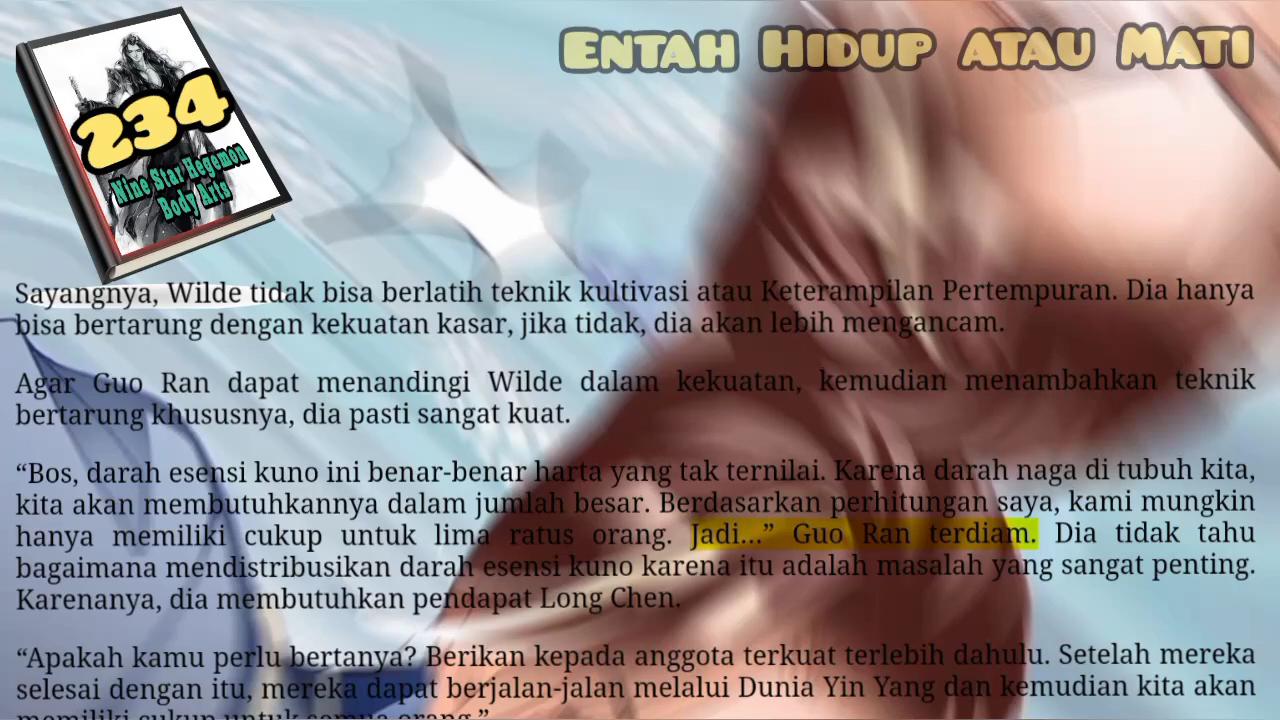 Entah Hidup atau Mati
234
Nine Star Hegemon
Body Arts
Sayangnya, Wilde tidak bisa berlatih teknik kultivasi atau Keterampilan Pertempuran. Dia hanya
bisa bertarung dengan kekuatan kasar, jika tidak, dia akan lebih mengancam.
Agar Guo Ran dapat menandingi Wilde dalam kekuatan, kemudian menambahkan teknik
bertarung khususnya, dia pasti sangat kuat.
“Bos, darah esensi kuno ini benar-benar harta yang tak ternilai. Karena darah naga di tubuh kita,
kita akan membutuhkannya dalam jumlah besar. Berdasarkan perhitungan saya, kami mungkin
hanya memiliki cukup untuk lima ratus orang. Jadi...” Guo Ran terdiam. Dia tidak tahu
bagaimana mendistribusikan darah esensi kuno karena itu adalah masalah yang sangat penting.
Karenanya, dia membutuhkan pendapat Long Chen.
“Apakah kamu perlu bertanya? Berikan kepada anggota terkuat terlebih dahulu. Setelah mereka
selesai dengan itu, mereka dapat berjalan-jalan melalui Dunia Yin Yang dan kemudian kita akan
memiliki cukup untuk semua orang.”